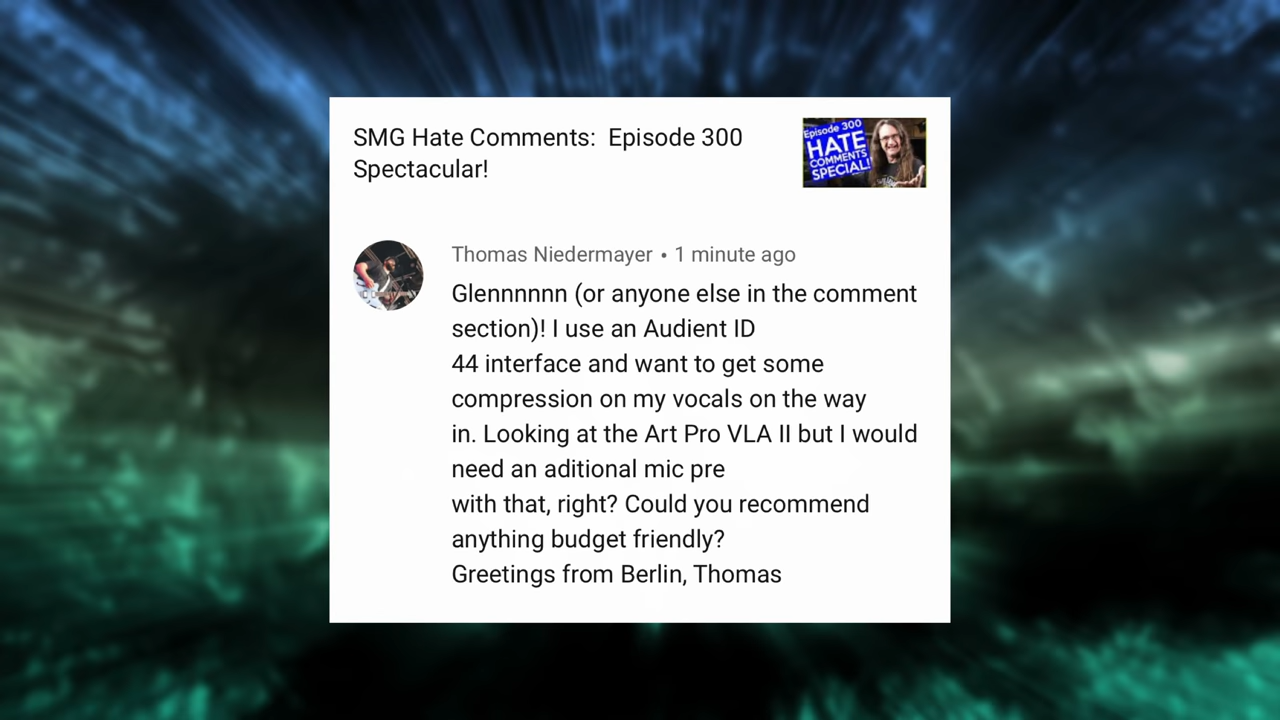 SMG Hate Comments:  Episode 300
Spectacular!
Episode 300
HATE
COMMENTS
SPECIAL!
Thomas Niedermayer • 1 minute ago
Glennnnnn (or anyone else in the comment
section)! I use an Audient ID
44 interface and want to get some
compression on my vocals on the way
in. Looking at the Art Pro VLA II but I would
need an aditional mic pre
with that, right? Could you recommend
anything budget friendly?
Greetings from Berlin, Thomas